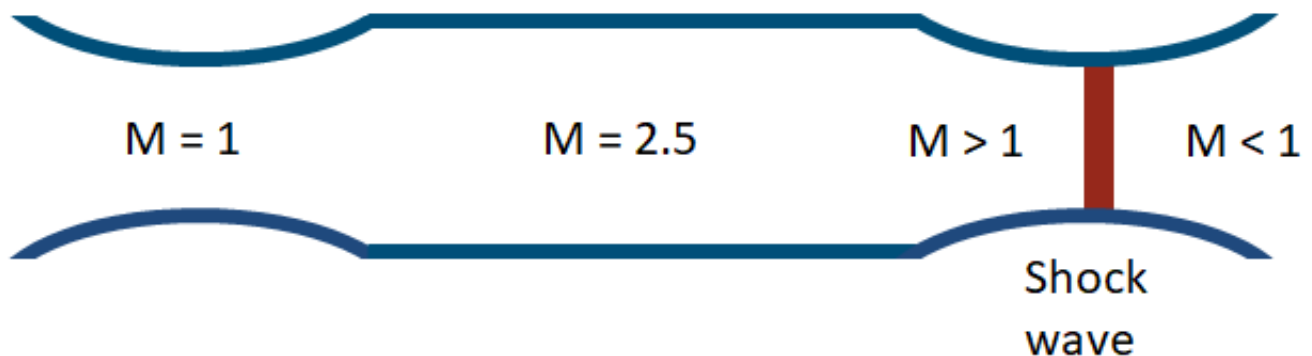 M = 1
M = 2.5
M > 1
M < 1
Shock
wave